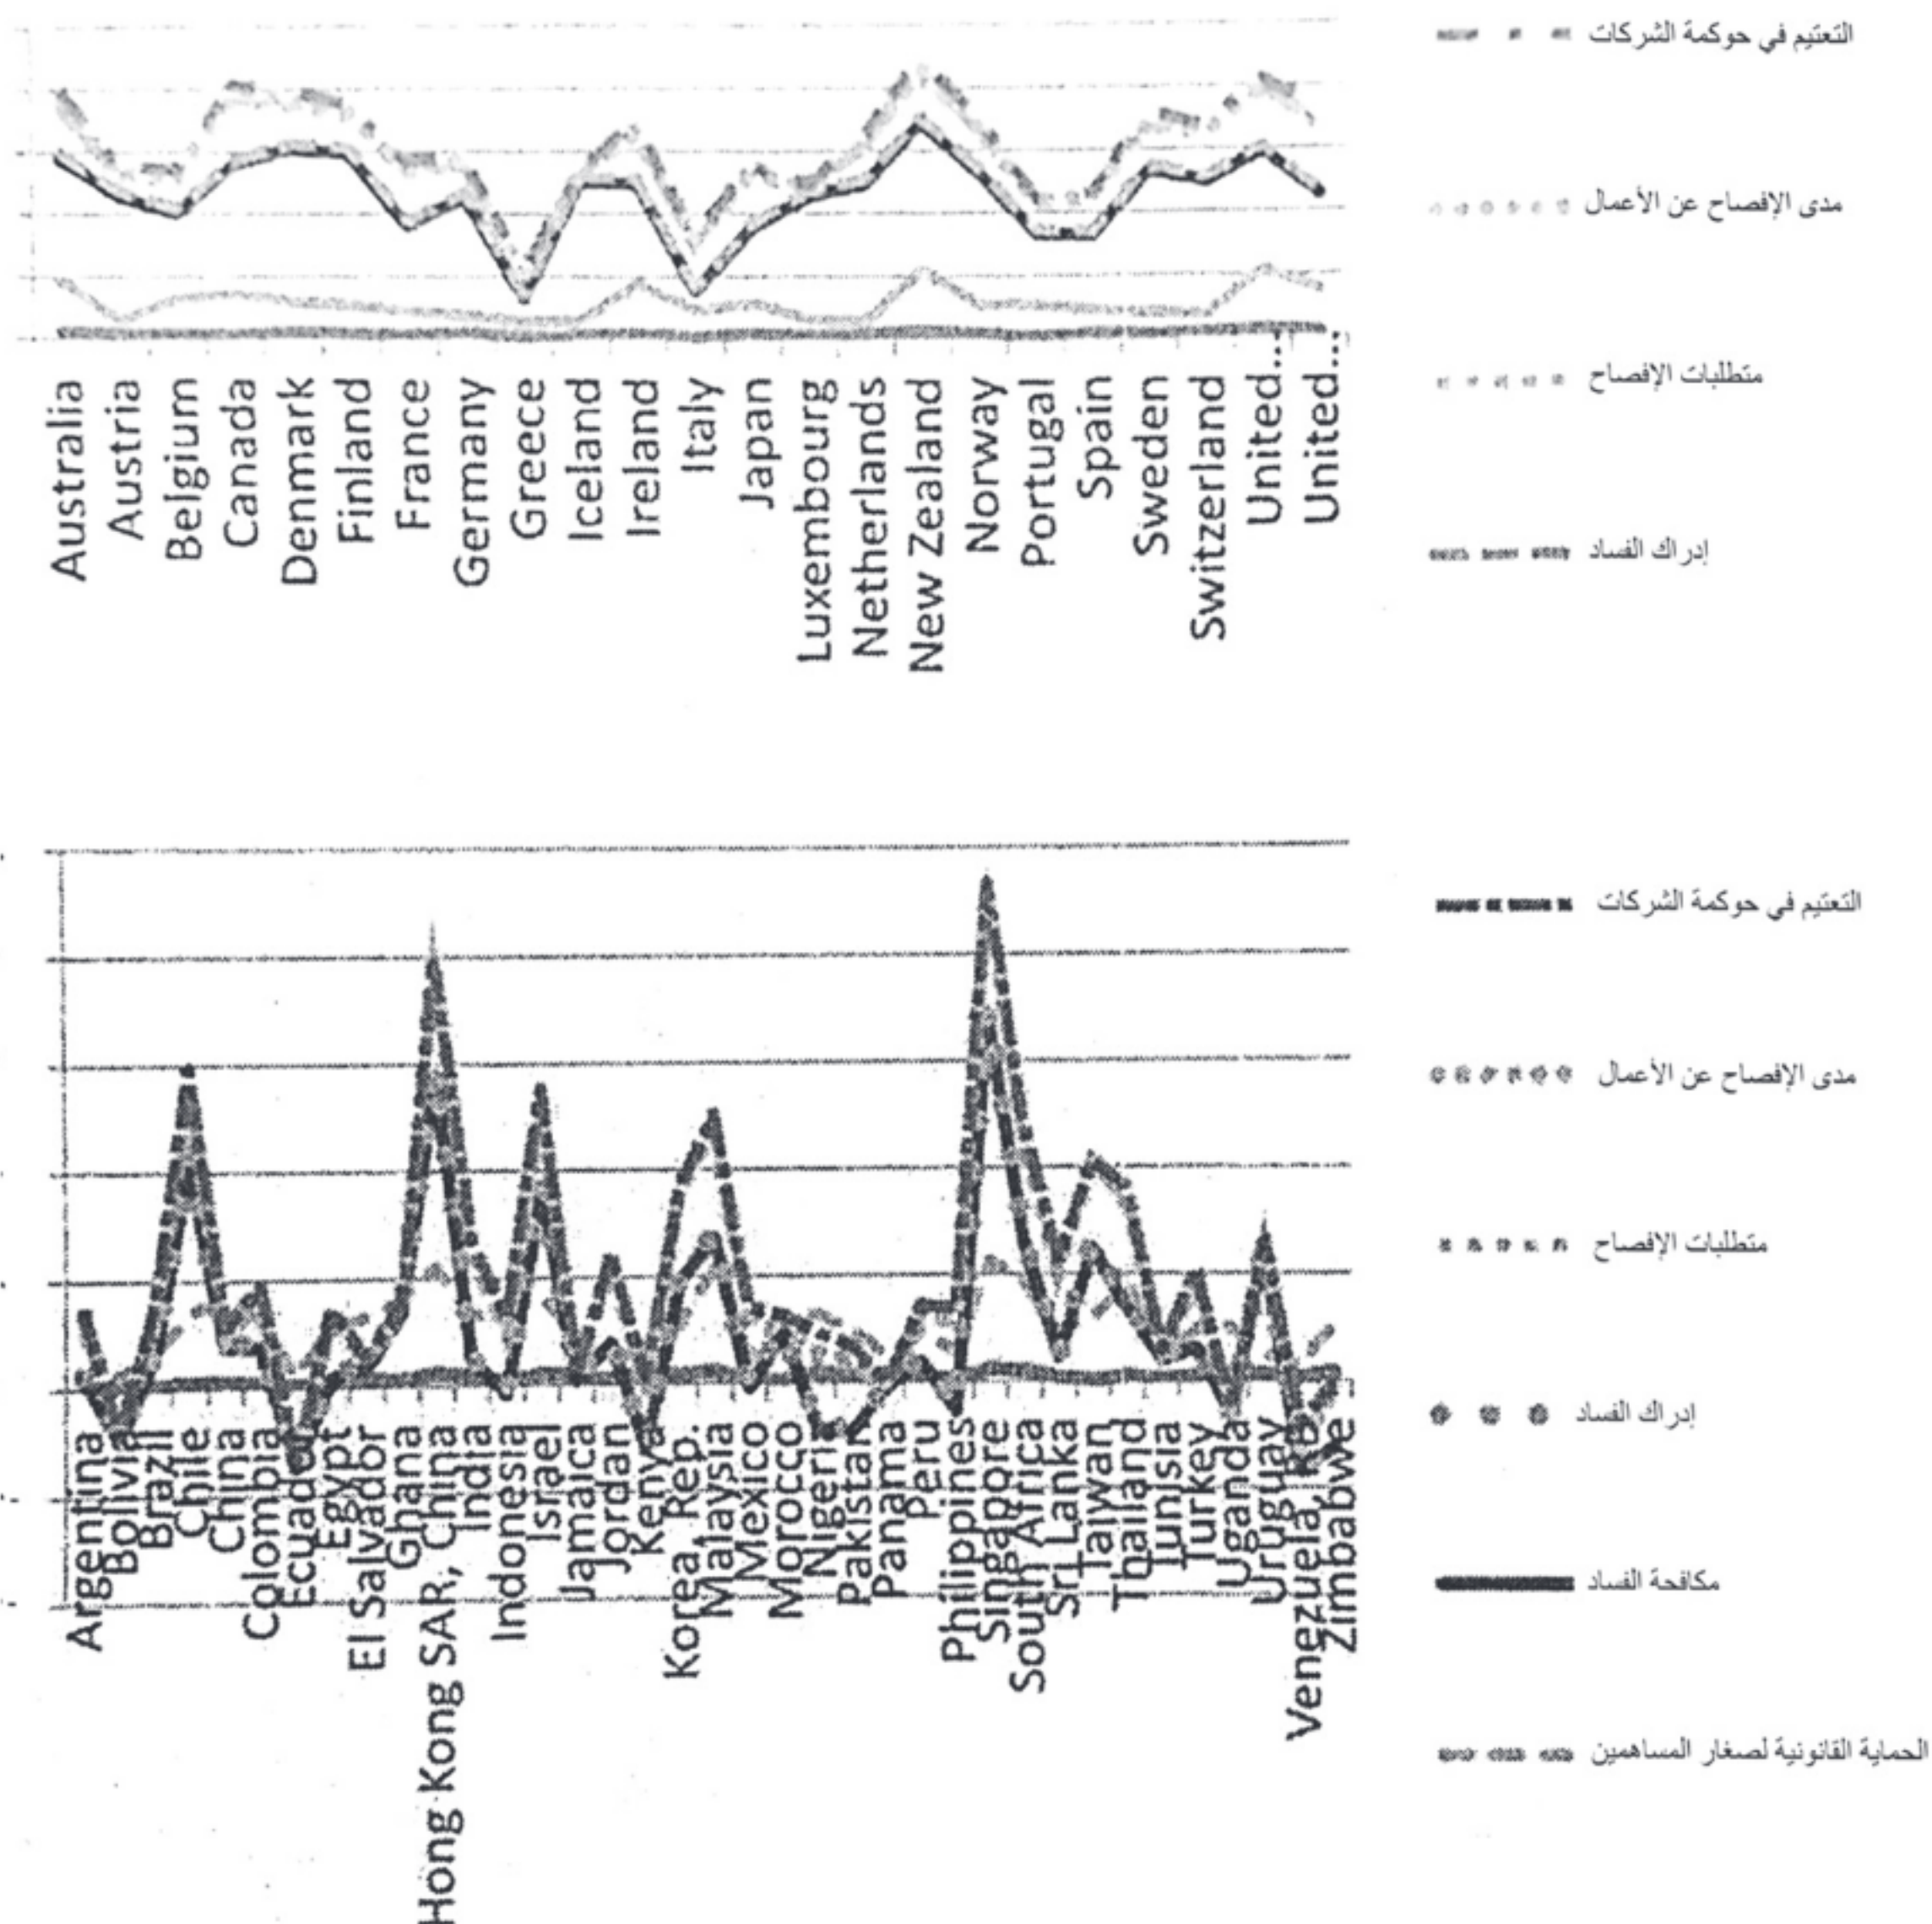 التعتيم في حوكمة الشركات
مدى الإفصاح عن الأعمال
متطلبات الإفصاح
إدراك الفساد
Australia
Austria
Belgium
Canada
Denmark
Finland
France
Germany
Greece
Iceland
Ireland
Italy
Japan
Luxembourg
Netherlands
New Zealand
Norway
Portugal
Spain
Sweden
Switzerland
United...
United...
التعتيم في حوكمة الشركات
مدى الإفصاح عن الأعمال
متطلبات الإفصاح
إدراك الفساد
مكافحة الفساد
الحماية القانونية لصغار المساهمين
Argentina
Bolivia
Brazil
Chile
China
Colombia
Ecuador
Egypt
El Salvador
Ghana
Hong Kong SAR, China
India
Indonesia
Israel
Jamaica
Jordan
Kenya
Korea, Rep.
Malaysia
Mexico
Morocco
Nigeria
Pakistan
Panama
Peru
Philippines
Singapore
South Africa
Sri Lanka
Taiwan
Thailand
Tunisia
Turkey
Uganda
Uruguay
Venezuela, RB
Zimbabwe